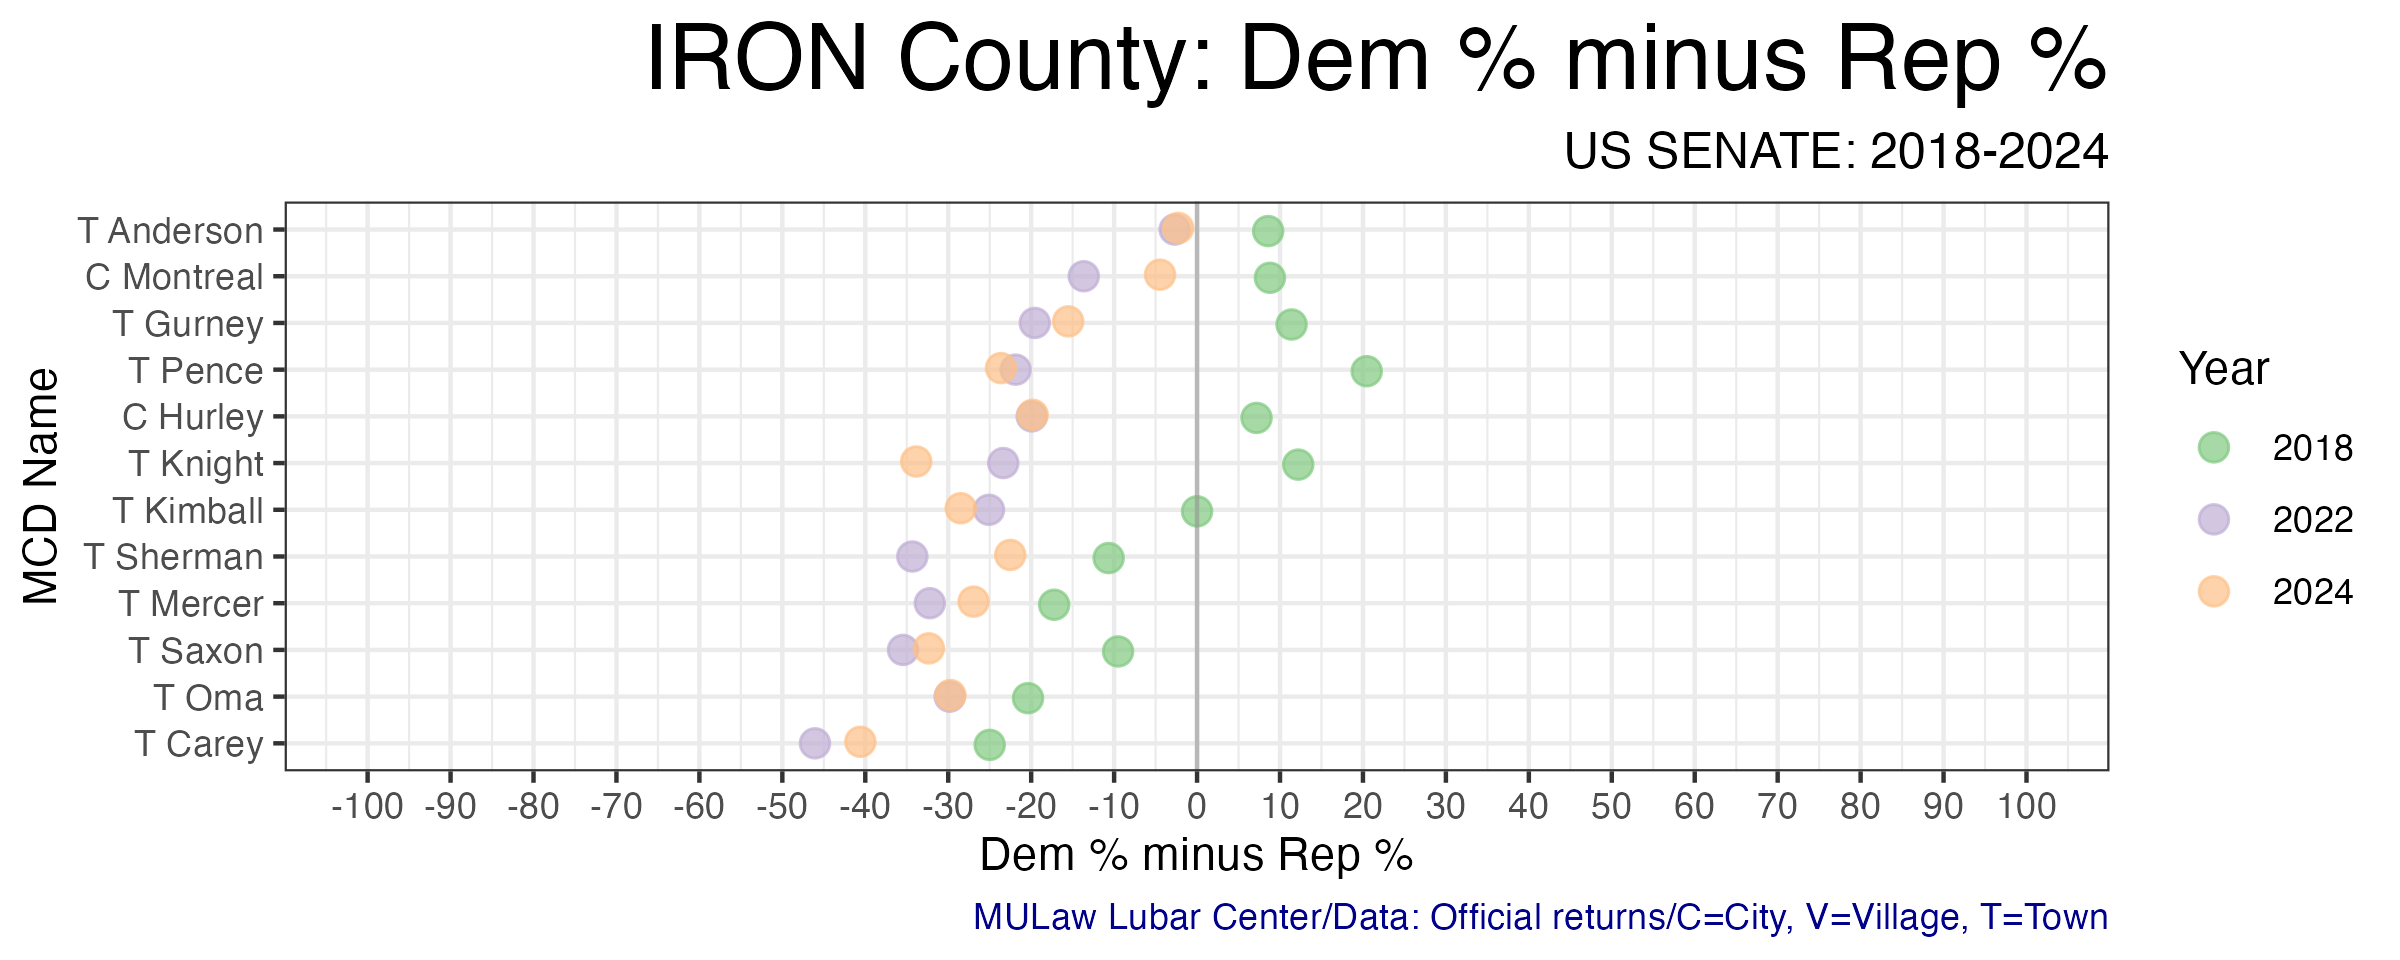 IRON County: Dem % minus Rep %
US SENATE: 2018-2024
MCD Name
T Anderson
C Montreal
T Gurney
T Pence
C Hurley
T Knight
T Kimball
T Sherman
T Mercer
T Saxon
T Oma
T Carey
-100 -90 -80 -70 -60 -50 -40 -30 -20 -10 0 10 20 30 40 50 60 70 80 90 100
Dem % minus Rep %
Year
2018
2022
2024
MULaw Lubar Center/Data: Official returns/C=City, V=Village, T=Town